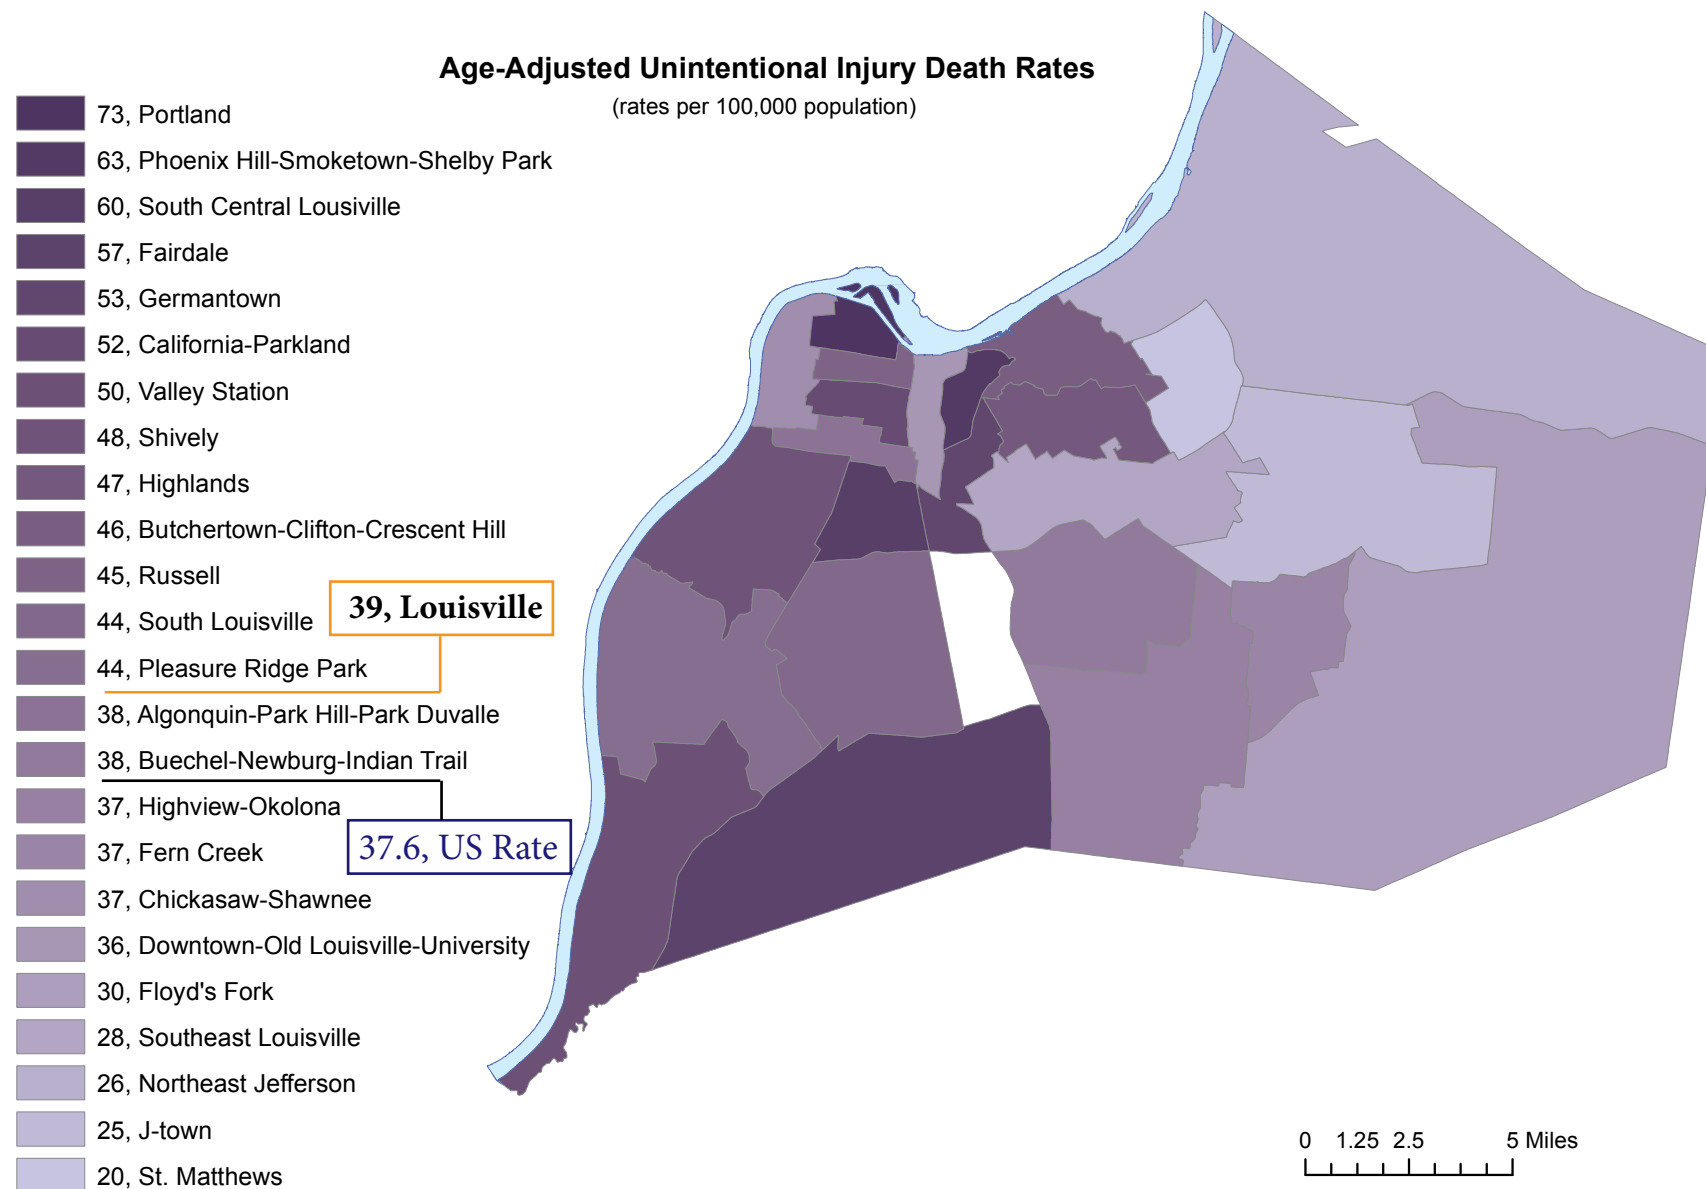 Age-Adjusted Unintentional Injury Death Rates
(rates per 100,000 population)
73, Portland
63, Phoenix Hill-Smoketown-Shelby Park
60, South Central Lousiville
57, Fairdale
53, Germantown
52, California-Parkland
50, Valley Station
48, Shively
47, Highlands
46, Butchertown-Clifton-Crescent Hill
45, Russell
39, Louisville
44, South Louisville
44, Pleasure Ridge Park
38, Algonquin-Park Hill-Park Duvalle
38, Buechel-Newburg-Indian Trail
37, Highview-Okolona
37.6, US Rate
37, Fern Creek
37, Chickasaw-Shawnee
36, Downtown-Old Louisville-University
30, Floyd's Fork
28, Southeast Louisville
26, Northeast Jefferson
25, J-town
20, St. Matthews
0 1.25 2.5 5 Miles